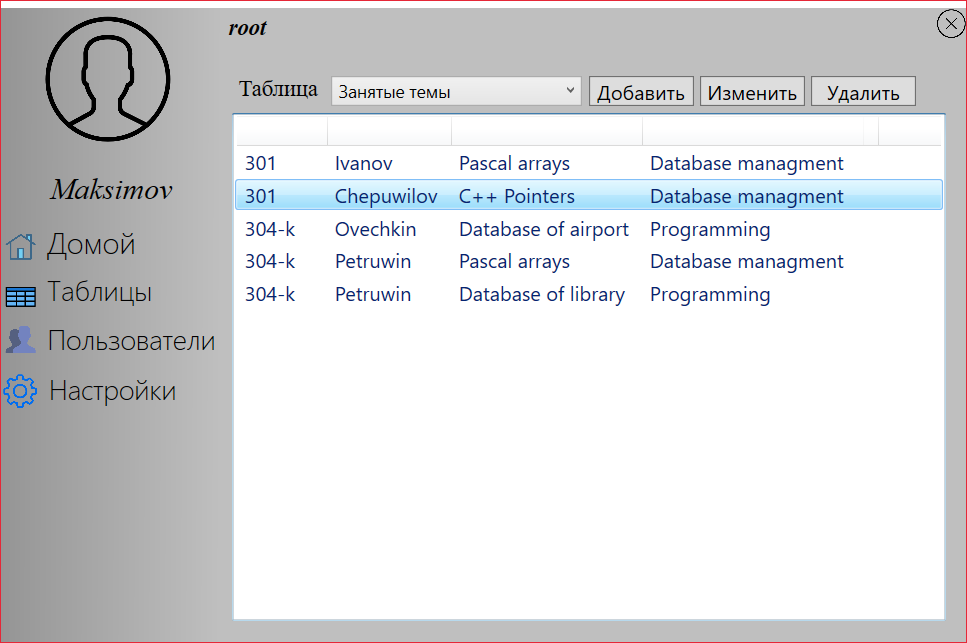 root
Таблица Занятые темы Добавить Изменить Удалить
Maksimov
Домой
Таблицы
Пользователи
Настройки
301 Ivanov Pascal arrays Database managment
301 Chepuwilov C++ Pointers Database managment
304-k Ovechkin Database of airport Programming
304-k Petruwin Pascal arrays Database managment
304-k Petruwin Database of library Programming